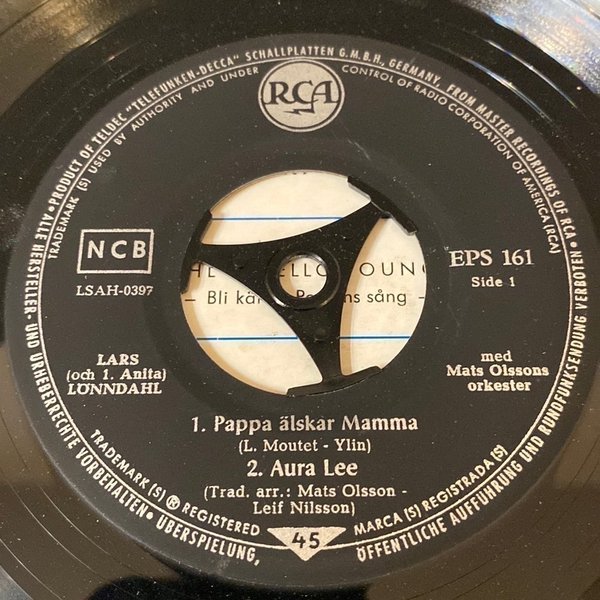 • PRODUCT OF TELDEC "TELEFUNKEN-DECCA" SCHALLPLATTEN G.M.B.H., GERMANY, FROM MASTER RECORDINGS OF RCA •
TRADEMARK (S) USED BY AUTHORITY AND UNDER CONTROL OF RADIO CORPORATION OF AMERICA (RCA)
RCA
NCB
LSAH-0397
EPS 161
Side 1
LARS
(och 1. Anita)
LÖNNDAHL
med
Mats Olssons
orkester
Bli
sång -
1. Pappa älskar Mamma
(L. Moutet - Ylin)
2. Aura Lee
(Trad. arr.: Mats Olsson -
Leif Nilsson)
TRADEMARK (S) ® REGISTERED
45
MARCA (S) REGISTRADA (S)
ALLE HERSTELLER- UND URHEBERRECHTE VORBEHALTEN • ÜBERSPIELUNG, ÖFFENTLICHE AUFFÜHRUNG UND RUNDFUNKSENDUNG VERBOTEN